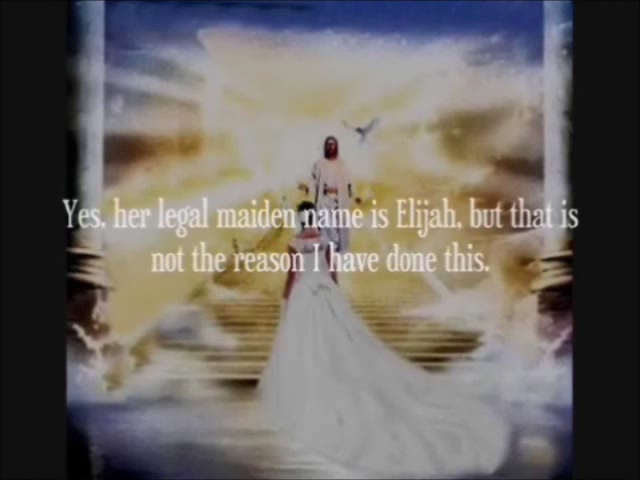 Yes, her legal maiden name is Elijah, but that is
not the reason I have done this.